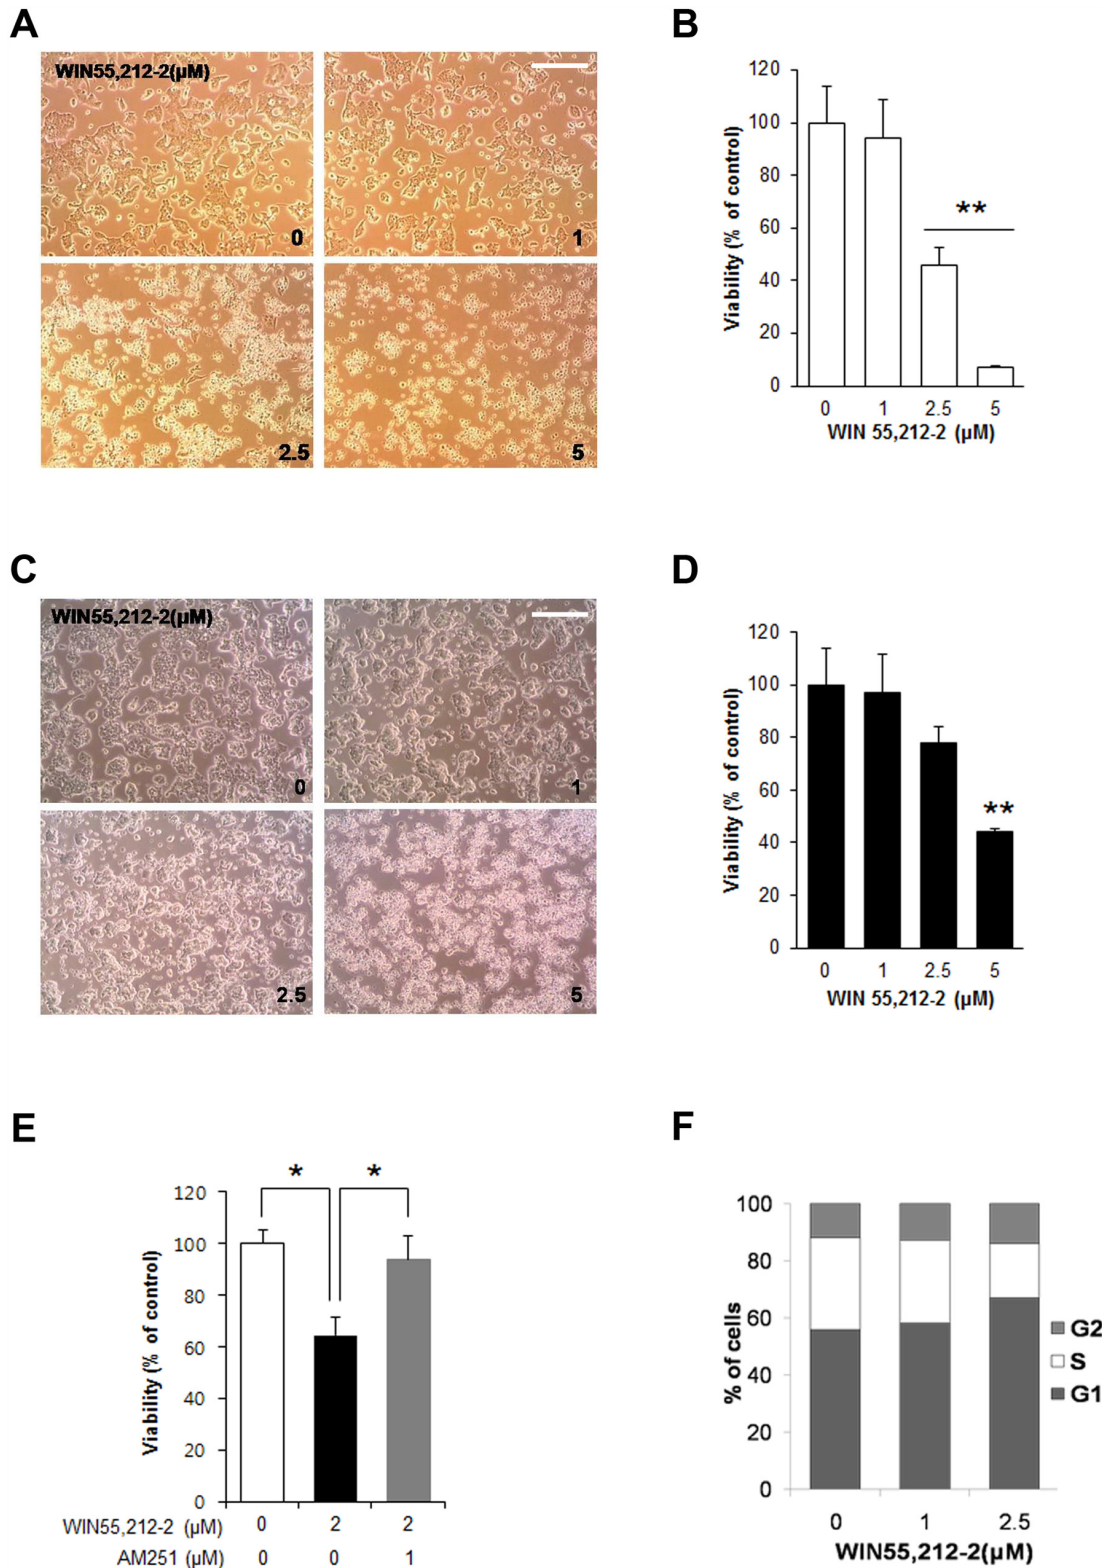 A
WIN55,212-2(µM)
0
1
2.5
5
B
Viability (% of control)
120
100
80
60
40
20
0
**
0 1 2.5 5
WIN 55,212-2 (µM)
C
WIN55,212-2(µM)
0
1
2.5
5
D
Viability (% of control)
120
100
80
60
40
20
0
**
0 1 2.5 5
WIN 55,212-2 (µM)
E
Viability (% of control)
120
100
80
60
40
20
0
* *
WIN55,212-2 (µM) 0 2 2
AM251 (µM) 0 0 1
F
% of cells
100
80
60
40
20
0
G2
S
G1
0 1 2.5
WIN55,212-2(µM)